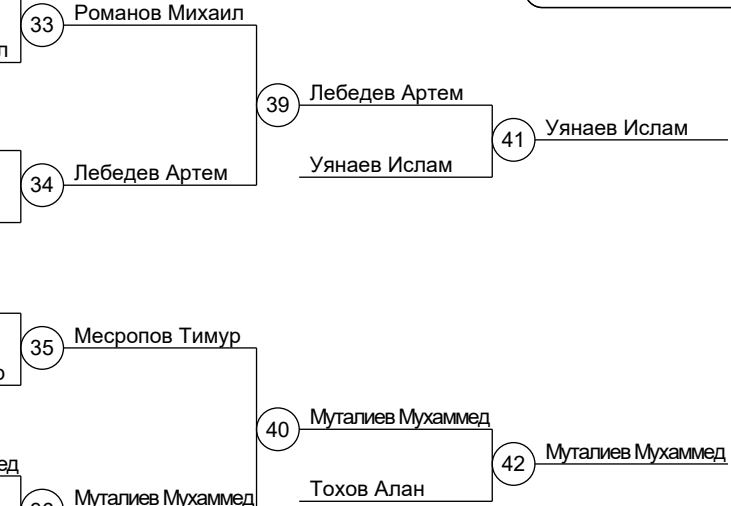 33 Романов Михаил
л
39 Лебедев Артем
41 Уянаев Ислам
Уянаев Ислам
34 Лебедев Артем
35 Месропов Тимур
40 Муталиев Мухаммед
42 Муталиев Мухаммед
ед
Тохов Алан
Муталиев Мухаммед